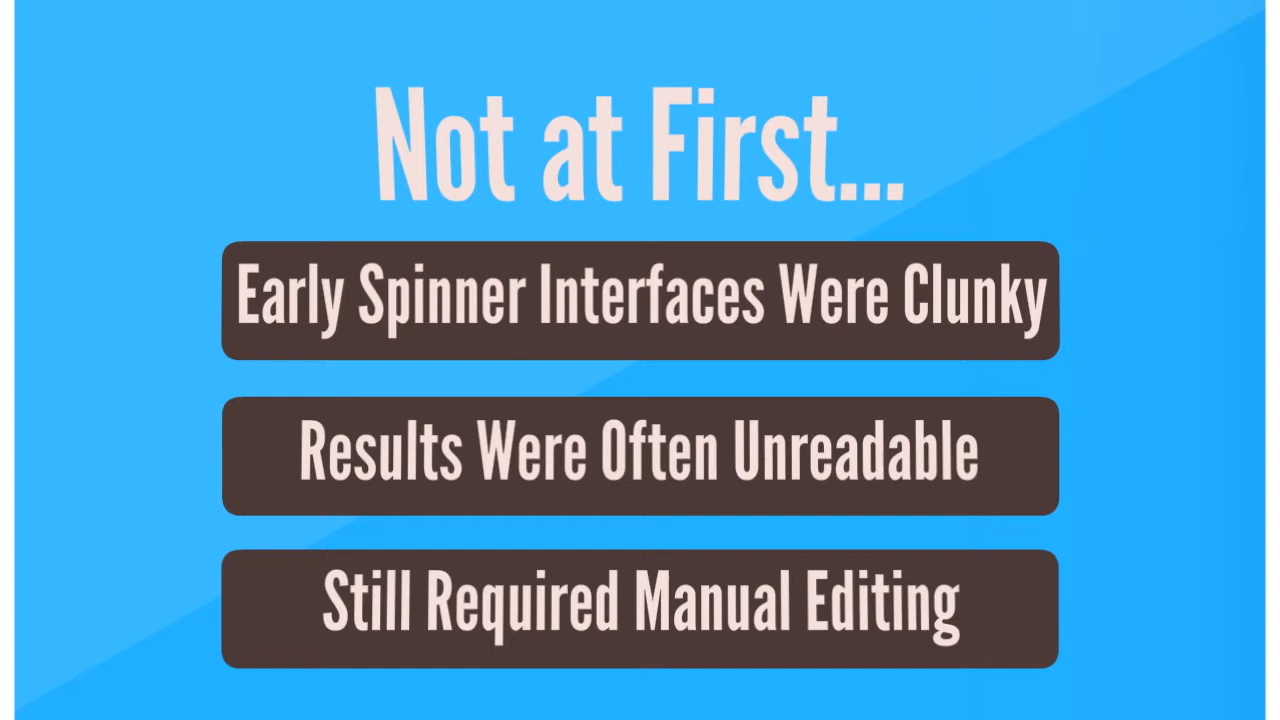 Not at First...
Early Spinner Interfaces Were Clunky
Results Were Often Unreadable
Still Required Manual Editing